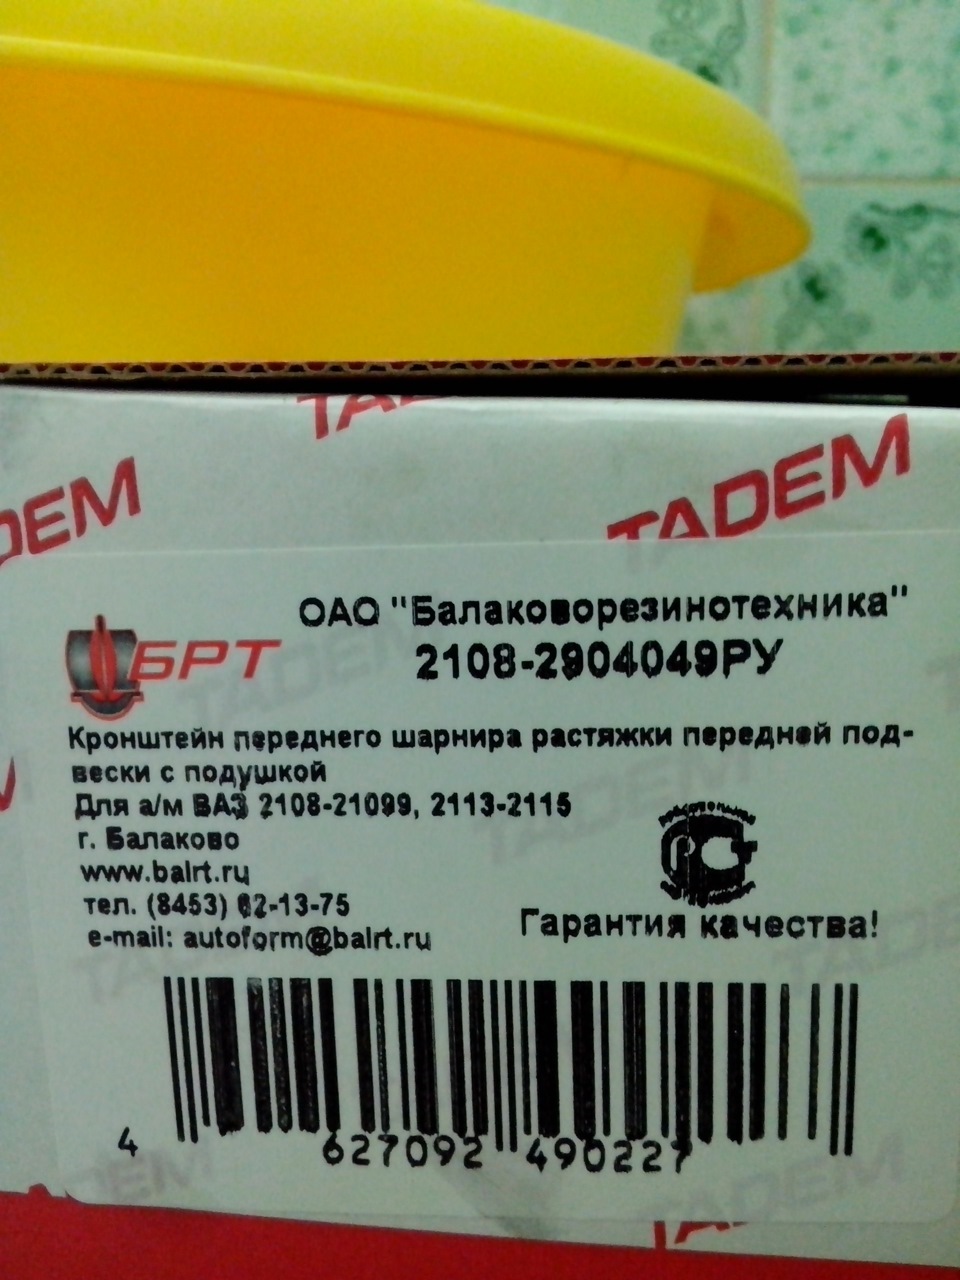 TADEM
TADEM
ОАО "Балаковорезинотехника"
БРТ
2108-2904049РУ
Кронштейн переднего шарнира растяжки передней под-
вески с подушкой
Для а/м ВАЗ 2108-21099, 2113-2115
г. Балаково
www.balrt.ru
тел. (8453) 62-13-75
Гарантия качества!
e-mail: autoform@balrt.ru
4 627092 490227
TADEM